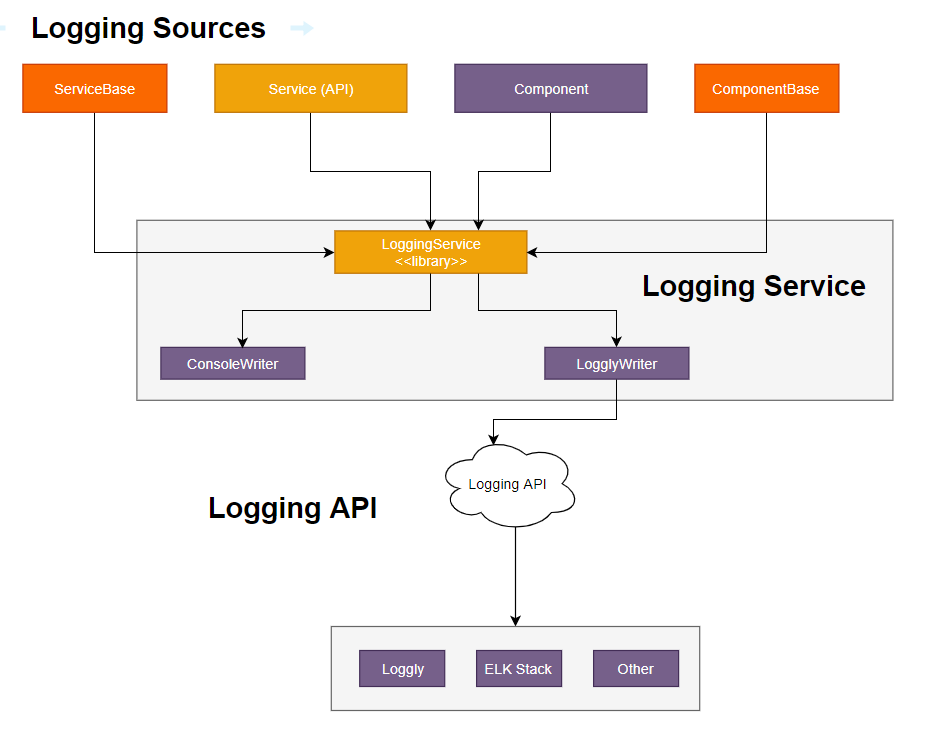 Logging Sources
ServiceBase
Service (API)
Component
ComponentBase
LoggingService
<<library>>
Logging Service
ConsoleWriter
LogglyWriter
Logging API
Logging API
Loggly
ELK Stack
Other